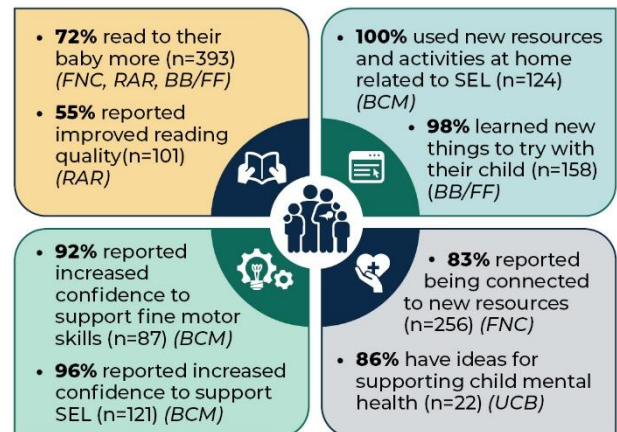 • 72% read to their
baby more (n=393)
(FNC, RAR, BB/FF)
• 55% reported
improved reading
quality(n=101)
(RAR)
• 100% used new resources
and activities at home
related to SEL (n=124)
(BCM)
• 98% learned new
things to try with
their child (n=158)
(BB/FF)
• 92% reported
increased
confidence to
support fine motor
skills (n=87) (BCM)
• 96% reported increased
confidence to support
SEL (n=121) (BCM)
• 83% reported
being connected
to new resources
(n=256) (FNC)
• 86% have ideas for
supporting child mental
health (n=22) (UCB)